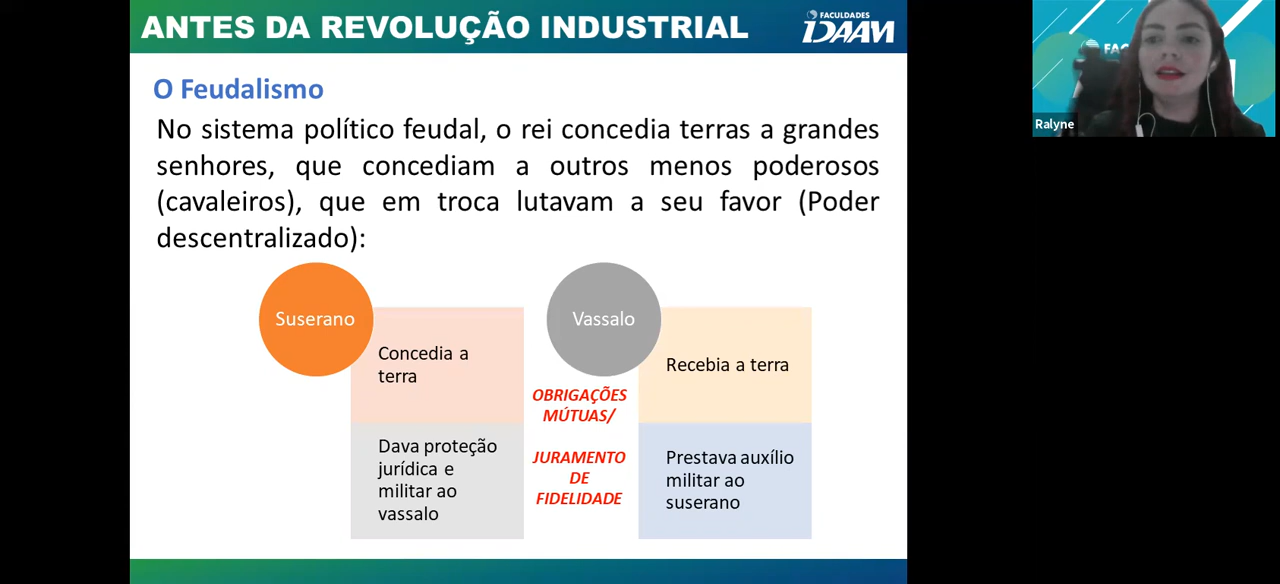 ANTES DA REVOLUÇÃO INDUSTRIAL
FACULDADES
IDAAM
O Feudalismo
No sistema político feudal, o rei concedia terras a grandes
senhores, que concediam a outros menos poderosos
(cavaleiros), que em troca lutavam a seu favor (Poder
descentralizado):
Suserano
Concedia a
terra
Dava proteção
jurídica e
militar ao
vassalo
Vassalo
Recebia a terra
Prestava auxílio
militar ao
suserano
OBRIGAÇÕES
MÚTUAS/
JURAMENTO
DE
FIDELIDADE
Ralyne